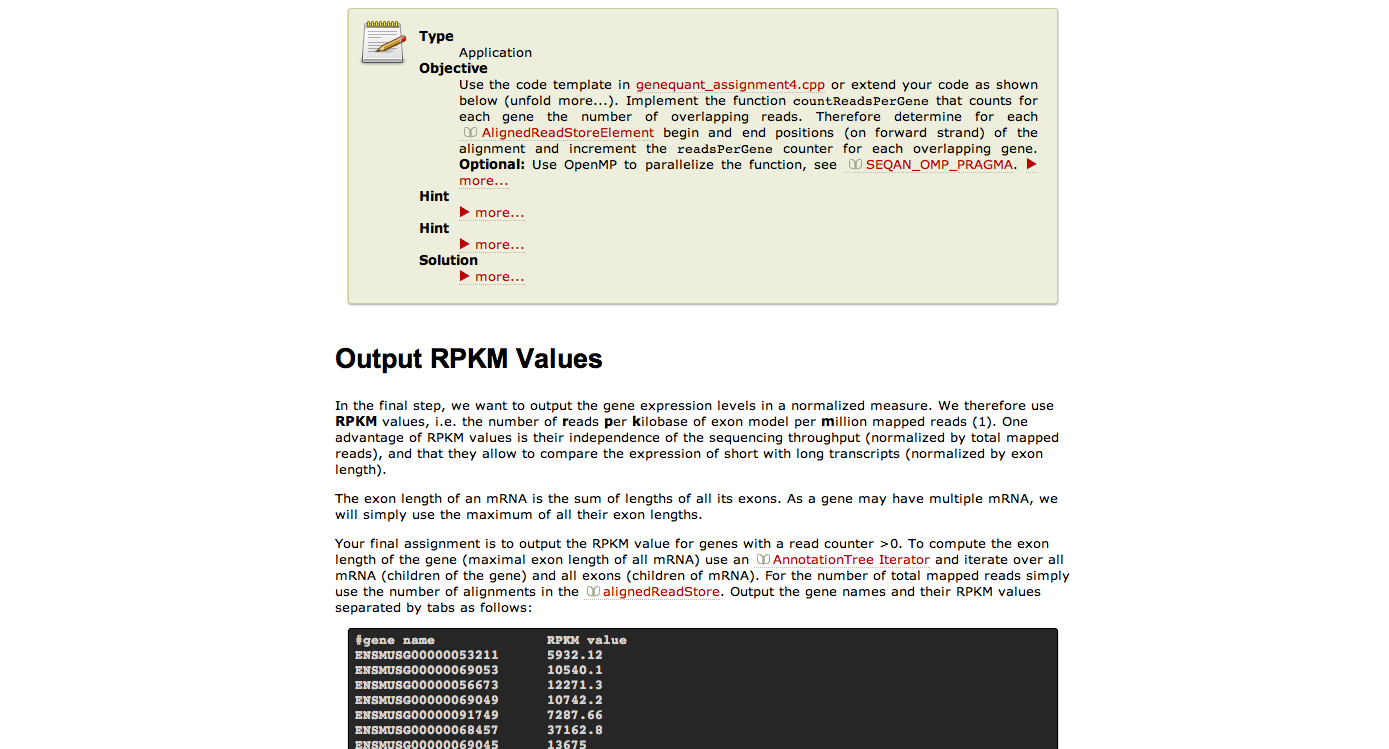 Type
Application
Objective
Use the code template in genequant_assignment4.cpp or extend your code as shown
below (unfold more...). Implement the function countReadsPerGene that counts for
each gene the number of overlapping reads. Therefore determine for each
AlignedReadStoreElement begin and end positions (on forward strand) of the
alignment and increment the readsPerGene counter for each overlapping gene.
Optional: Use OpenMP to parallelize the function, see SEQAN_OMP_PRAGMA. ▶
more...
Hint
▶ more...
Hint
▶ more...
Solution
▶ more...
Output RPKM Values
In the final step, we want to output the gene expression levels in a normalized measure. We therefore use
RPKM values, i.e. the number of reads per kilobase of exon model per million mapped reads (1). One
advantage of RPKM values is their independence of the sequencing throughput (normalized by total mapped
reads), and that they allow to compare the expression of short with long transcripts (normalized by exon
length).
The exon length of an mRNA is the sum of lengths of all its exons. As a gene may have multiple mRNA, we
will simply use the maximum of all their exon lengths.
Your final assignment is to output the RPKM value for genes with a read counter >0. To compute the exon
length of the gene (maximal exon length of all mRNA) use an AnnotationTree Iterator and iterate over all
mRNA (children of the gene) and all exons (children of mRNA). For the number of total mapped reads simply
use the number of alignments in the alignedReadStore. Output the gene names and their RPKM values
separated by tabs as follows:
#gene name RPKM value
ENSMUSG00000053211 5932.12
ENSMUSG00000069053 10540.1
ENSMUSG00000056673 12271.3
ENSMUSG00000069049 10742.2
ENSMUSG00000091749 7287.66
ENSMUSG00000068457 37162.8
ENSMUSG00000069045 13675